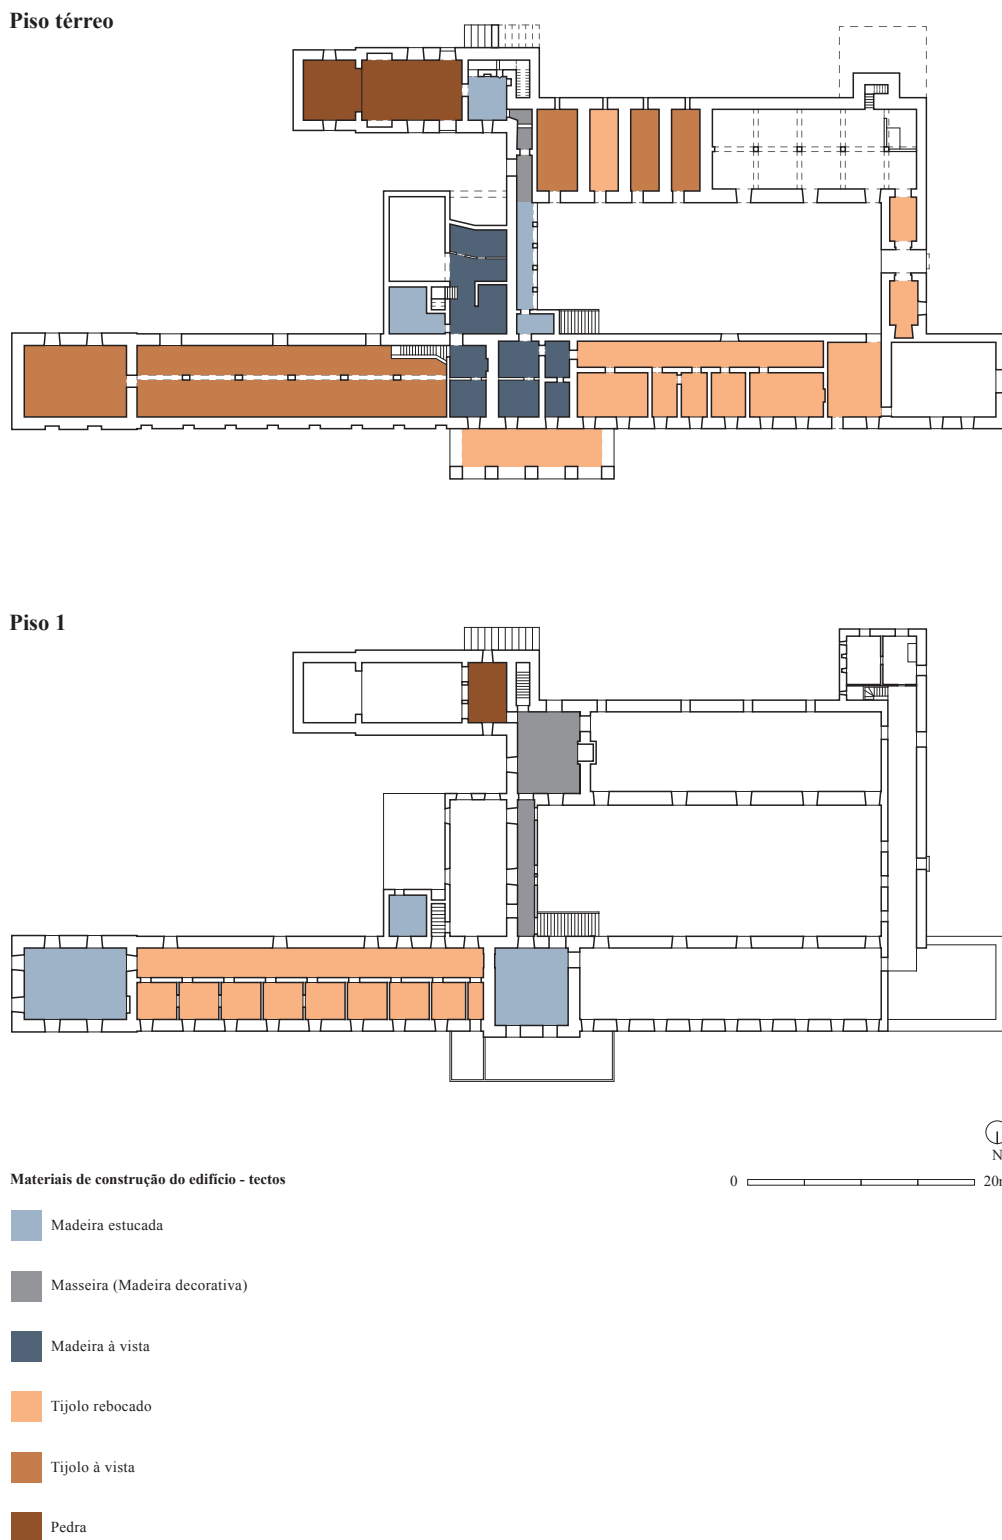 Piso térreo
Piso 1
N
Materiais de construção do edifício - tectos
0 20m
Madeira estucada
Masseira (Madeira decorativa)
Madeira à vista
Tijolo rebocado
Tijolo à vista
Pedra